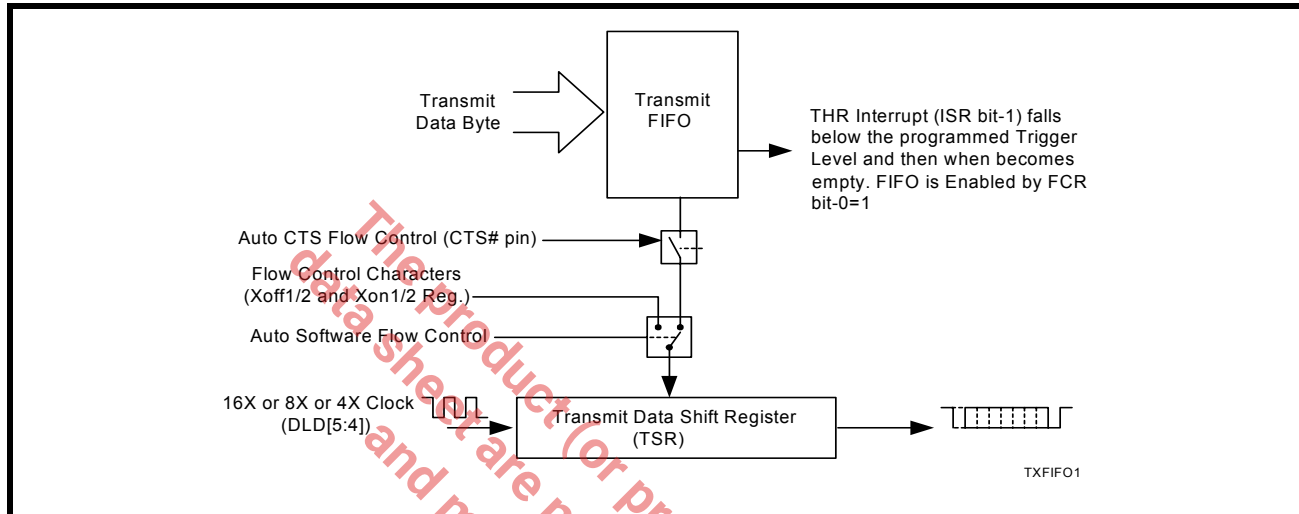 Transmit
Data Byte
Transmit
FIFO
THR Interrupt (ISR bit-1) falls
below the programmed Trigger
Level and then when becomes
empty. FIFO is Enabled by FCR
bit-0=1
Auto CTS Flow Control (CTS# pin)
Flow Control Characters
(Xoff1/2 and Xon1/2 Reg.)
Auto Software Flow Control
16X or 8X or 4X Clock
(DLD[5:4])
Transmit Data Shift Register
(TSR)
TXFIFO1
The product (or pr
data sheet are
and